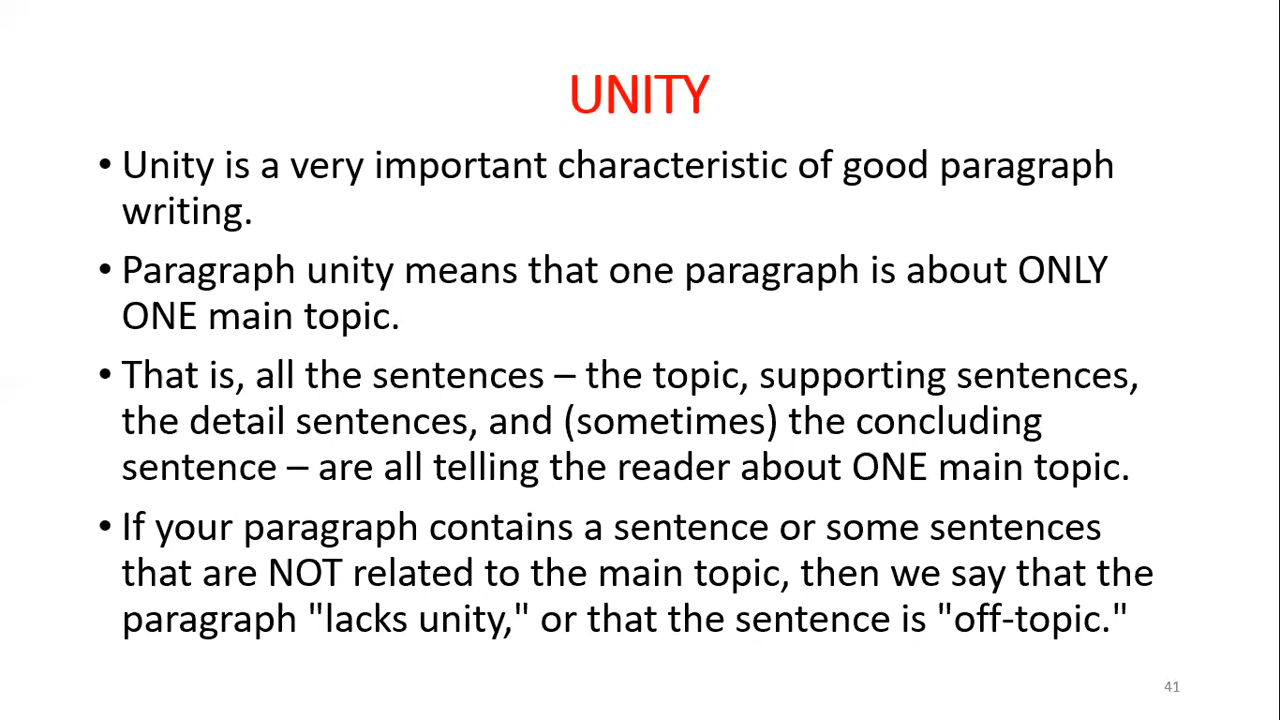 UNITY
• Unity is a very important characteristic of good paragraph
writing.
• Paragraph unity means that one paragraph is about ONLY
ONE main topic.
• That is, all the sentences – the topic, supporting sentences,
the detail sentences, and (sometimes) the concluding
sentence – are all telling the reader about ONE main topic.
• If your paragraph contains a sentence or some sentences
that are NOT related to the main topic, then we say that the
paragraph "lacks unity," or that the sentence is "off-topic."
41